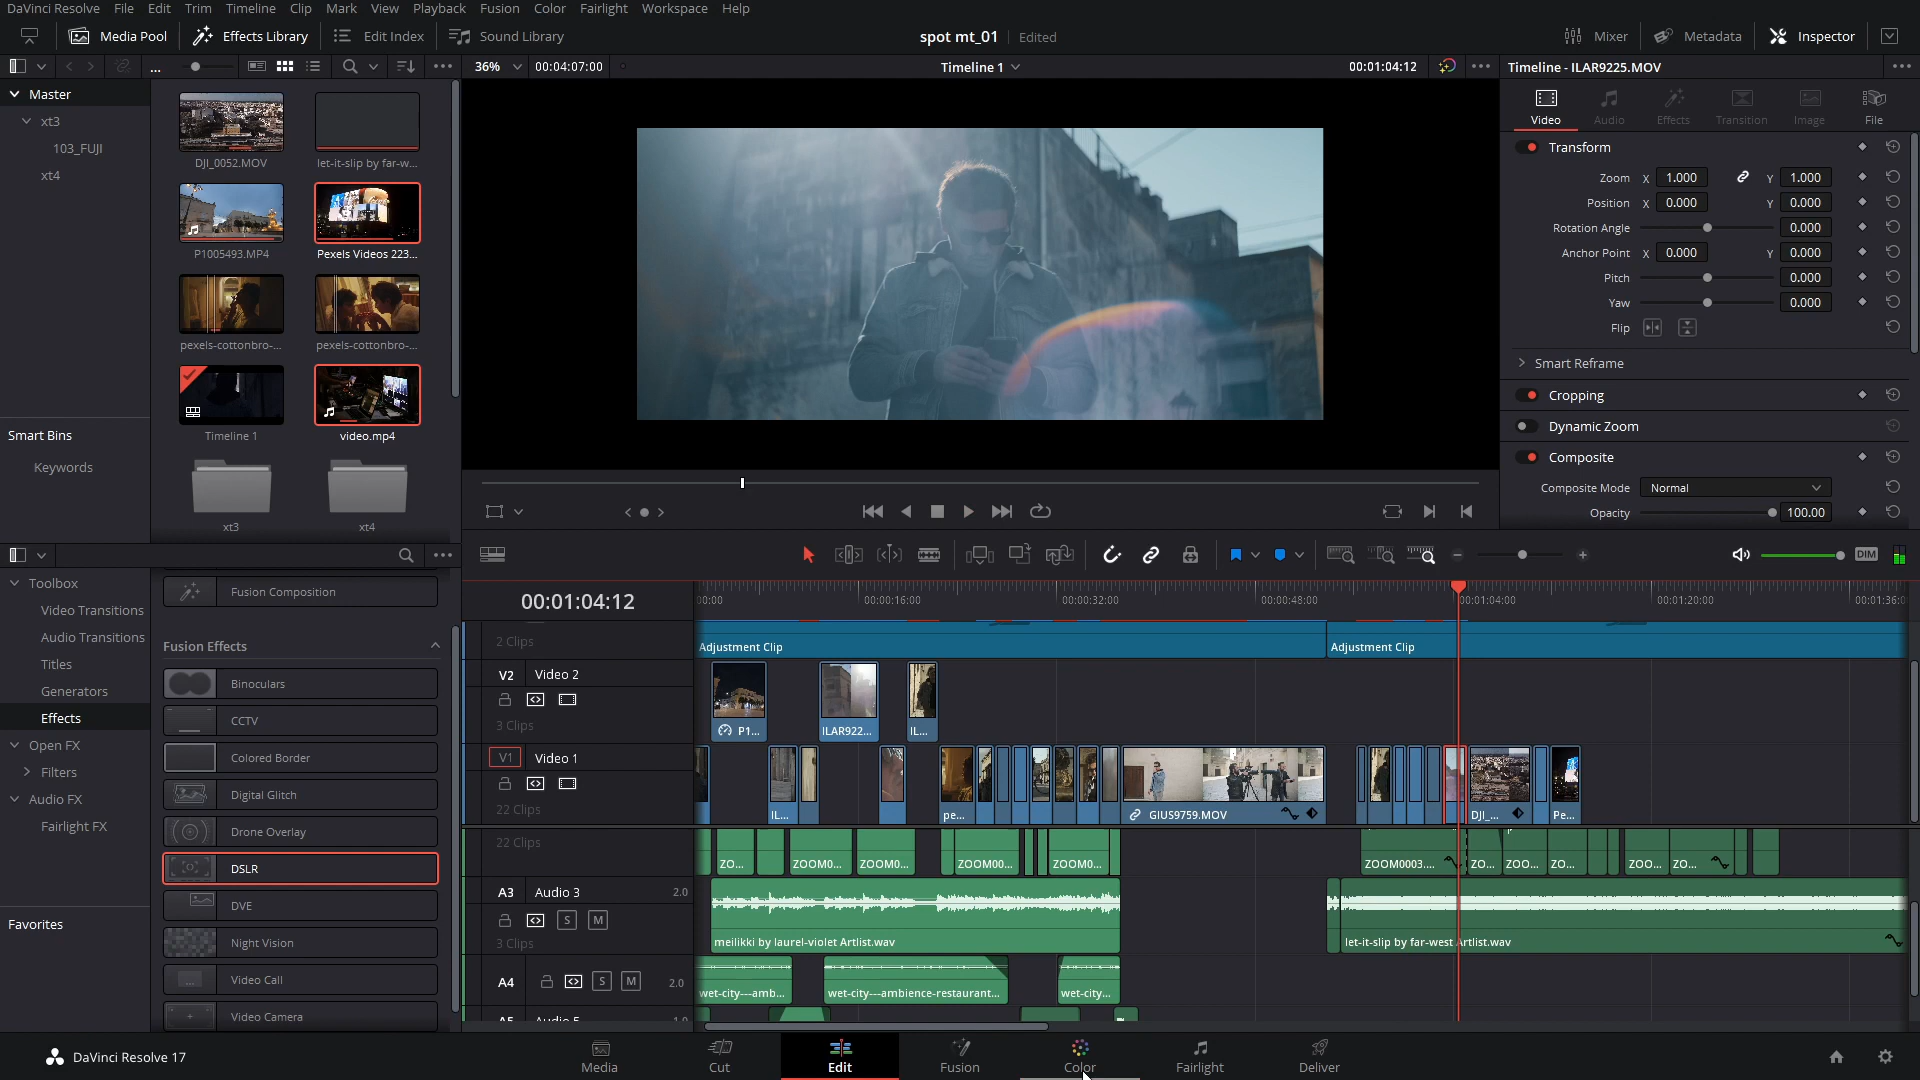 DaVinci Resolve File Edit Trim Timeline Clip Mark View Playback Fusion Color Fairlight Workspace Help
Media Pool Effects Library Edit Index Sound Library spot mt_01 Edited Mixer Metadata Inspector
... 36% 00:04:07:00 Timeline 1 00:01:04:12 Timeline - ILAR9225.MOV
Master
xt3
103_FUJI
xt4
Smart Bins
Keywords
DJI_0052.MOV let-it-slip by far-w...
P1005493.MP4 Pexels Videos 223...
pexels-cottonbro-... pexels-cottonbro-...
Timeline 1 video.mp4
xt3 xt4
Video Audio Effects Transition Image File
Transform
Zoom X 1.000 Y 1.000
Position X 0.000 Y 0.000
Rotation Angle 0.000
Anchor Point X 0.000 Y 0.000
Pitch 0.000
Yaw 0.000
Flip
Smart Reframe
Cropping
Dynamic Zoom
Composite
Composite Mode Normal
Opacity 100.00
DIM
Toolbox
Video Transitions
Audio Transitions
Titles
Generators
Effects
Open FX
Filters
Audio FX
Fairlight FX
Favorites
Fusion Composition
Fusion Effects
Binoculars
CCTV
Colored Border
Digital Glitch
Drone Overlay
DSLR
DVE
Night Vision
Video Call
Video Camera
00:01:04:12 00:00 00:00:16:00 00:00:32:00 00:00:48:00 00:01:04:00 00:01:20:00 00:01:36:0
2 Clips Adjustment Clip Adjustment Clip
V2 Video 2
3 Clips P1... ILAR922... IL...
V1 Video 1
22 Clips IL... pe... GIUS9759.MOV DJI_... Pe...
22 Clips ZO... ZOOM0... ZOOM0... ZOOM00... ZOOM0... ZOOM0003.... ZO... ZOO... ZO... ZOO... ZO...
A3 Audio 3 2.0
S M
3 Clips meilikki by laurel-violet Artlist.wav let-it-slip by far-west Artlist.wav
A4 S M 2.0 wet-city---amb... wet-city---ambience-restaurant... wet-city...
A5 Audio 5 1.0
DaVinci Resolve 17 Media Cut Edit Fusion Color Fairlight Deliver